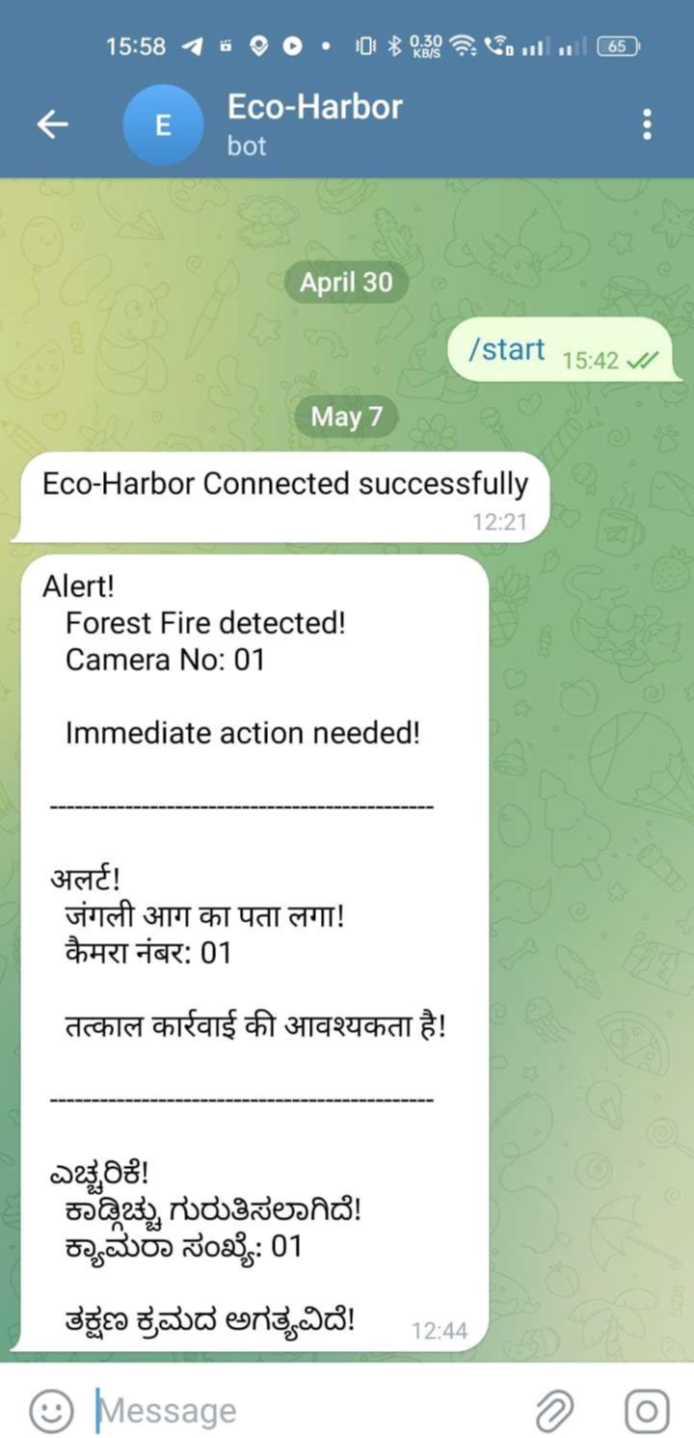 15:58
0.30
KB/S
65
E
Eco-Harbor
bot
April 30
/start 15:42
May 7
Eco-Harbor Connected successfully
12:21
Alert!
Forest Fire detected!
Camera No: 01
Immediate action needed!
-----------------------------------------------
अलर्ट!
जंगली आग का पता लगा!
कैमरा नंबर: 01
तत्काल कार्रवाई की आवश्यकता है!
-----------------------------------------------
ಎಚ್ಚರಿಕೆ!
ಕಾಡ್ಗಿಚ್ಚು ಗುರುತಿಸಲಾಗಿದೆ!
ಕ್ಯಾಮರಾ ಸಂಖ್ಯೆ: 01
ತಕ್ಷಣ ಕ್ರಮದ ಅಗತ್ಯವಿದೆ! 12:44
Message